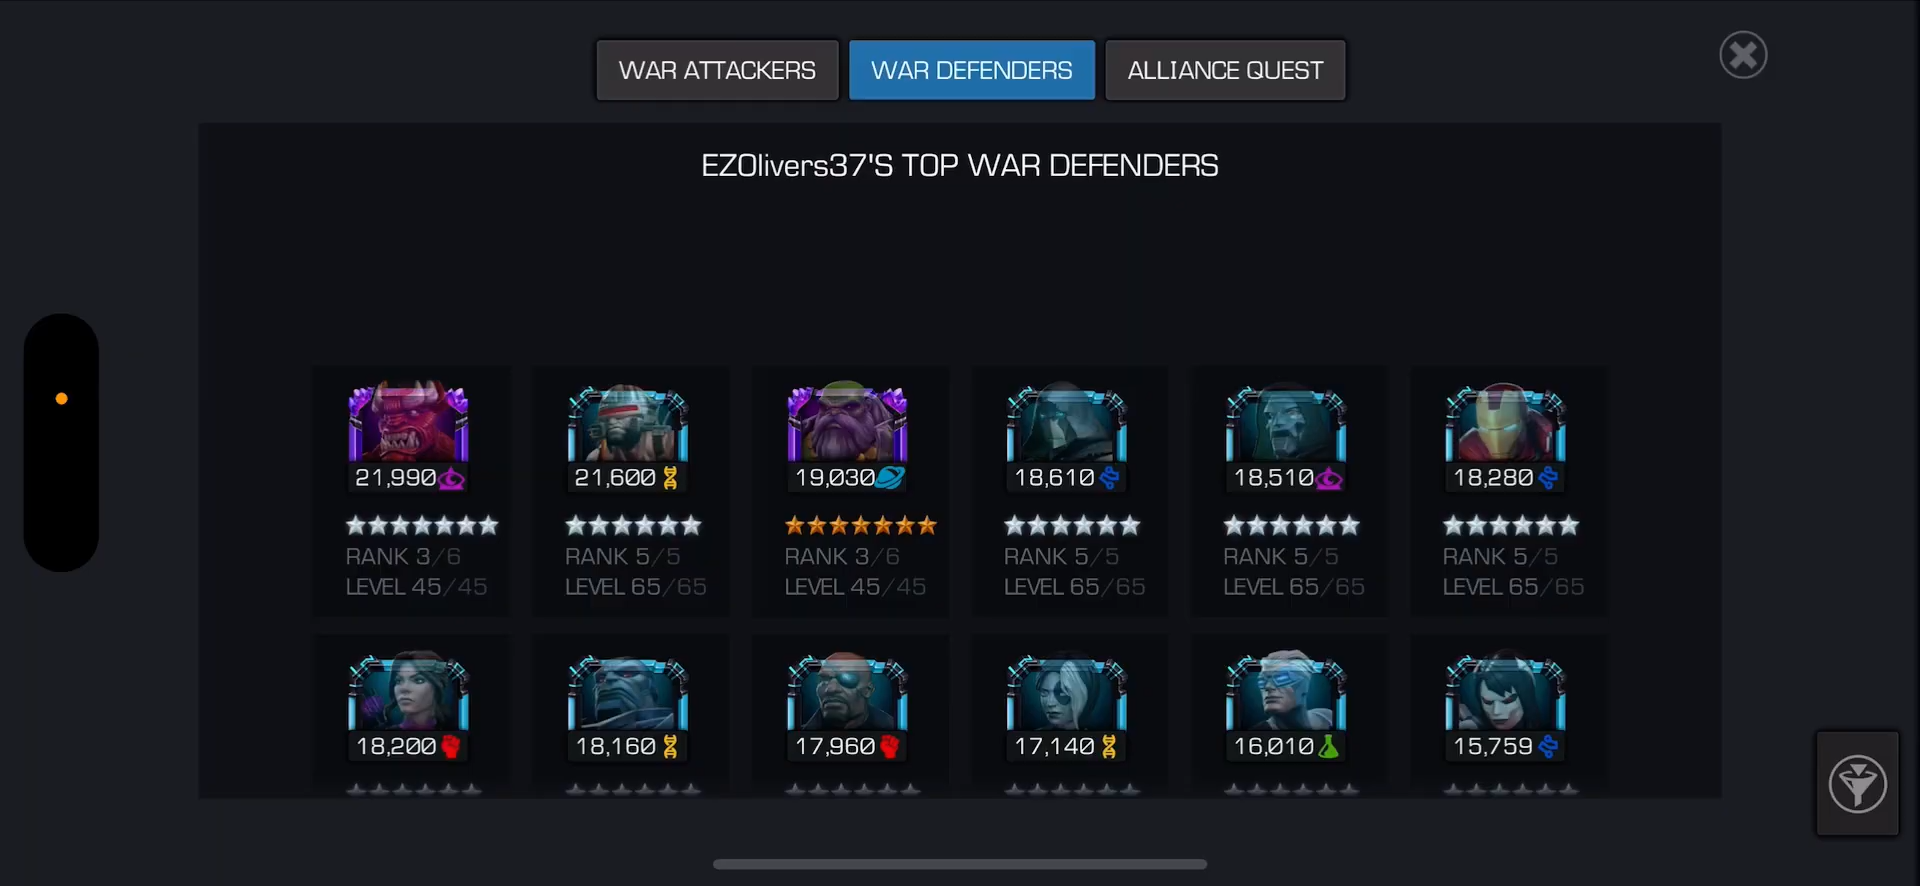 WAR ATTACKERS WAR DEFENDERS ALLIANCE QUEST
EZOlivers37'S TOP WAR DEFENDERS
21,990 21,600 19,030 18,610 18,510 18,280
RANK 3/6 RANK 5/5 RANK 3/6 RANK 5/5 RANK 5/5 RANK 5/5
LEVEL 45/45 LEVEL 65/65 LEVEL 45/45 LEVEL 65/65 LEVEL 65/65 LEVEL 65/65
18,200 18,160 17,960 17,140 16,010 15,759